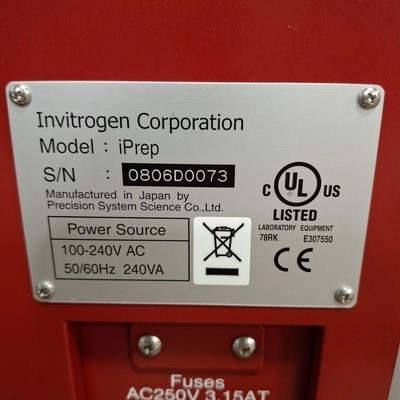 Invitrogen Corporation
Model : iPrep
S/N : 0806D0073
Manufactured in Japan by
Precision System Science Co.,Ltd.
Power Source
100-240V AC
50/60Hz 240VA
C UL US
LISTED
LABORATORY EQUIPMENT
78RK E307550
CE
Fuses
AC250V 3.15AT